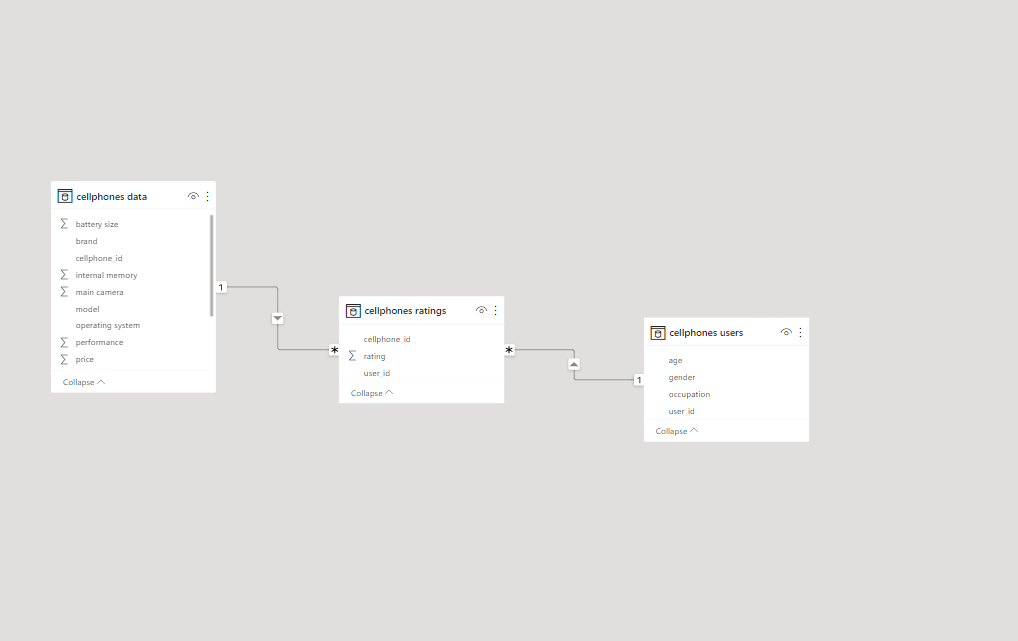 cellphones data
battery size
brand
cellphone_id
internal memory
main camera
model
operating system
performance
price
Collapse
1
*
cellphones ratings
cellphone_id
rating
user_id
Collapse
*
1
cellphones users
age
gender
occupation
user_id
Collapse